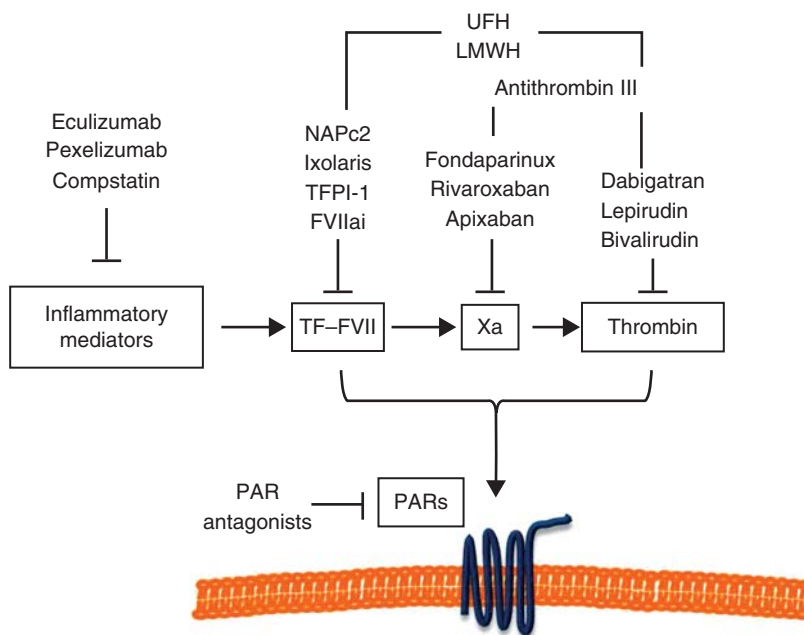 UFH
LMWH
Antithrombin III
Eculizumab
Pexelizumab
Compstatin
NAPc2
Ixolaris
TFPI-1
FVIIai
Fondaparinux
Rivaroxaban
Apixaban
Dabigatran
Lepirudin
Bivalirudin
Inflammatory
mediators
TF–FVII
Xa
Thrombin
PAR
antagonists
PARs